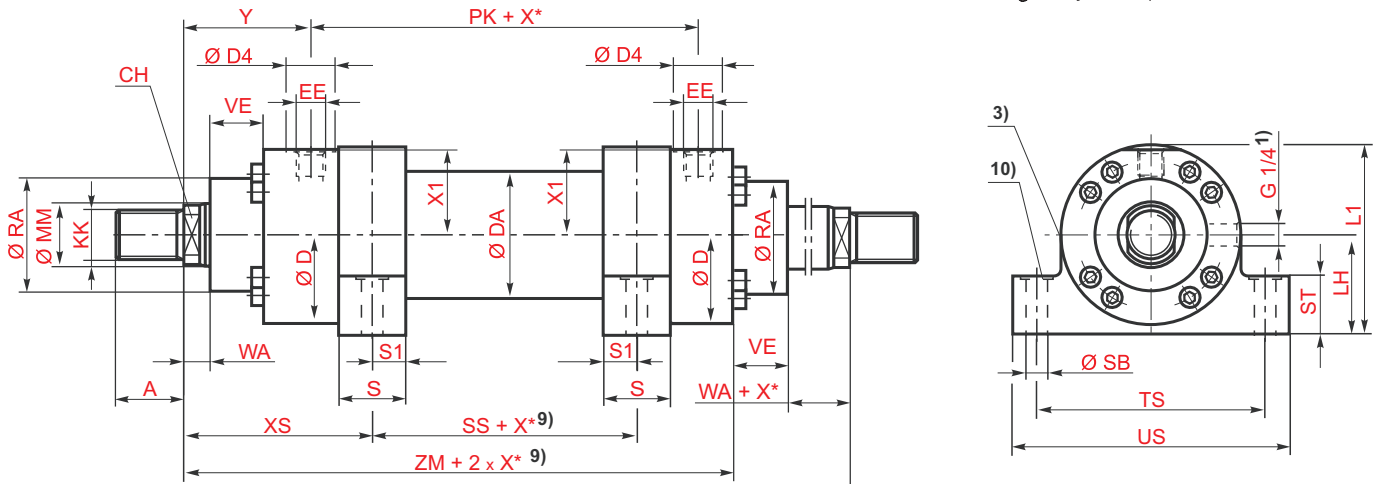 Y
PK + X*
Ø D4
Ø D4
CH
EE
EE
VE
3)
10)
G 1/4 1)
Ø RA
Ø MM
KK
X1
X1
Ø DA
Ø RA
Ø D
Ø D
L1
LH
ST
WA
S1
S1
VE
A
S
S
WA + X*
Ø SB
TS
XS
SS + X* 9)
US
ZM + 2 x X* 9)